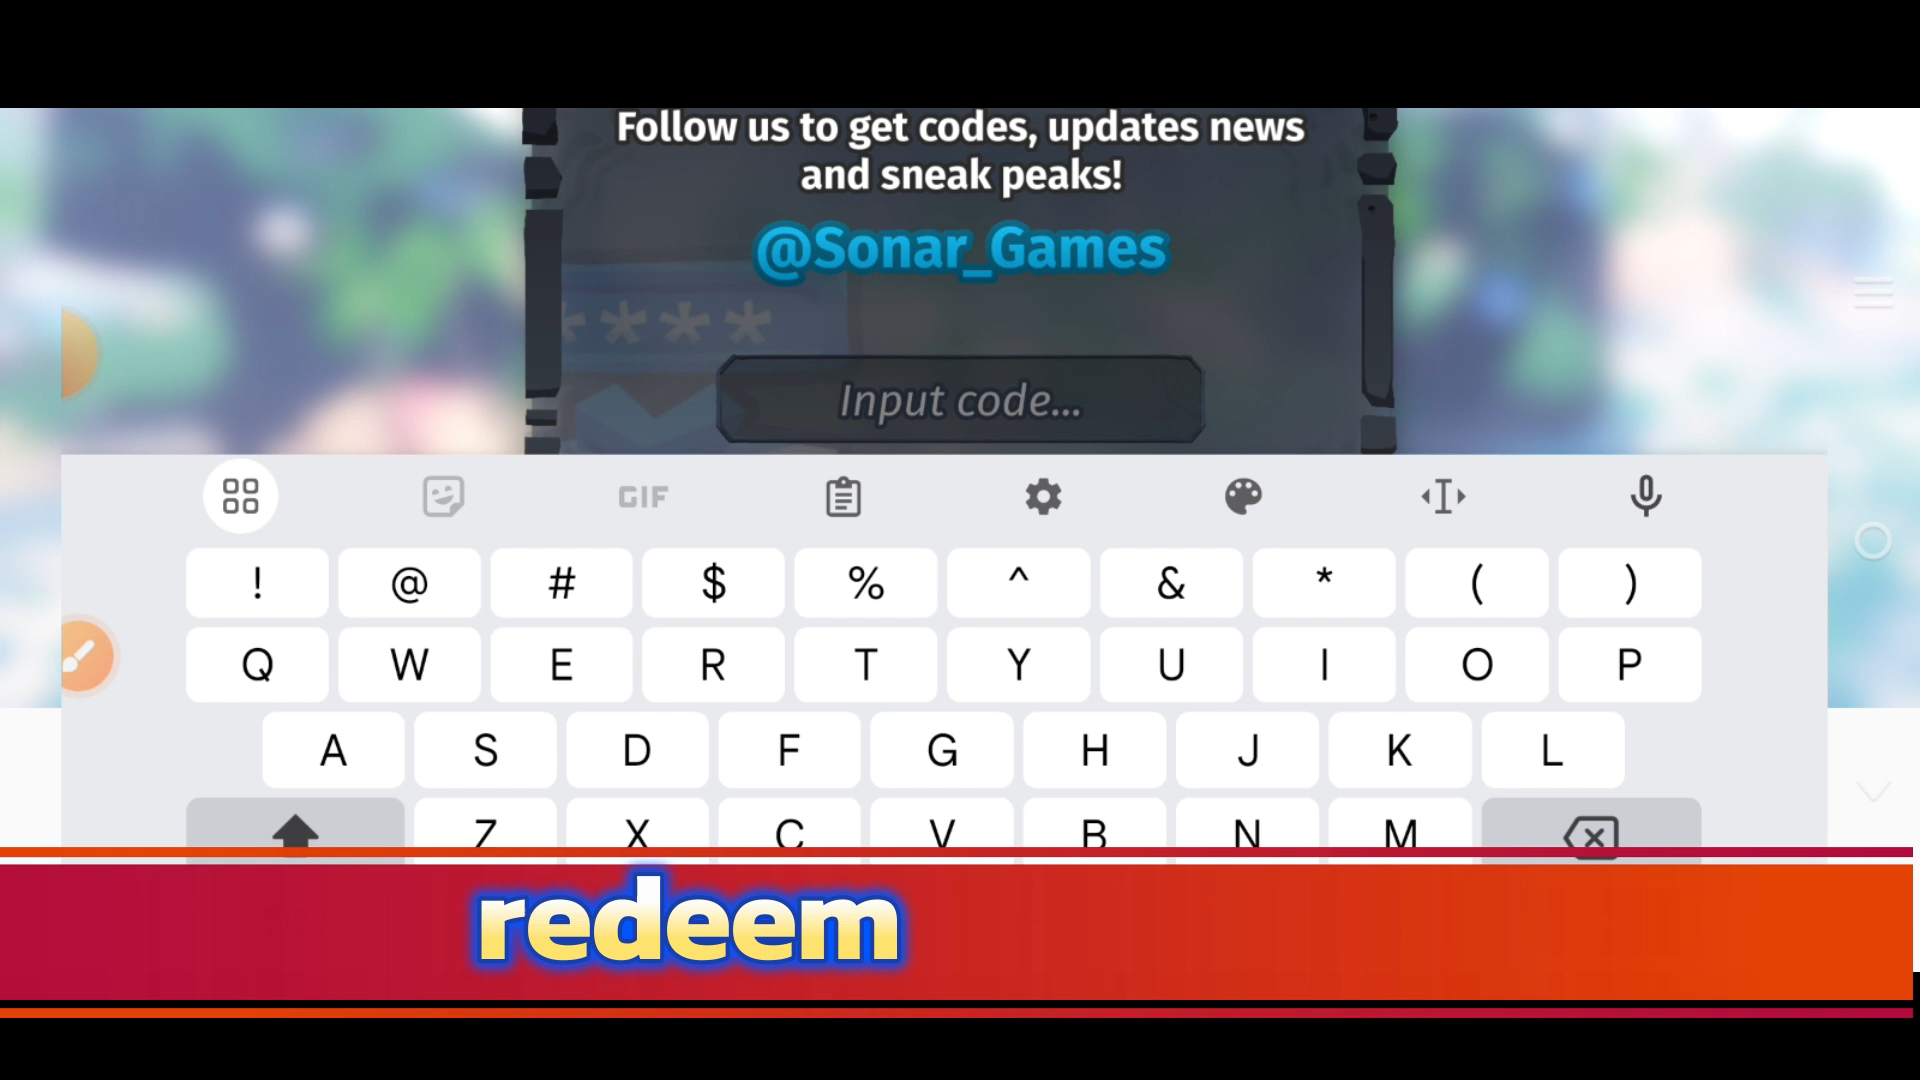 Follow us to get codes, updates news
and sneak peaks!
@Sonar_Games
****
Input code...
GIF
! @ # $ % ^ & * ( )
Q W E R T Y U I O P
A S D F G H J K L
Z X C V B N M
redeem